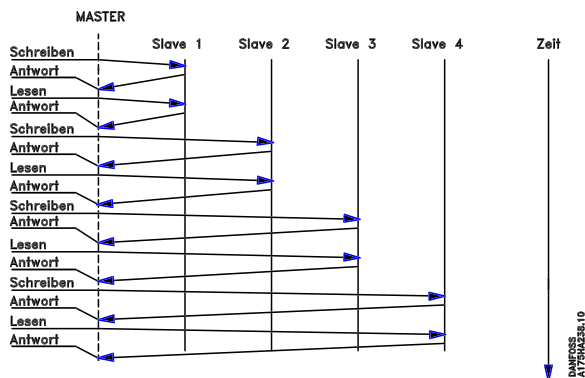 MASTER
Slave 1 Slave 2 Slave 3 Slave 4 Zeit
Schreiben
Antwort
Lesen
Antwort
Schreiben
Antwort
Lesen
Antwort
Schreiben
Antwort
Lesen
Antwort
Schreiben
Antwort
Lesen
Antwort
DANFOSS
A175HA238.10